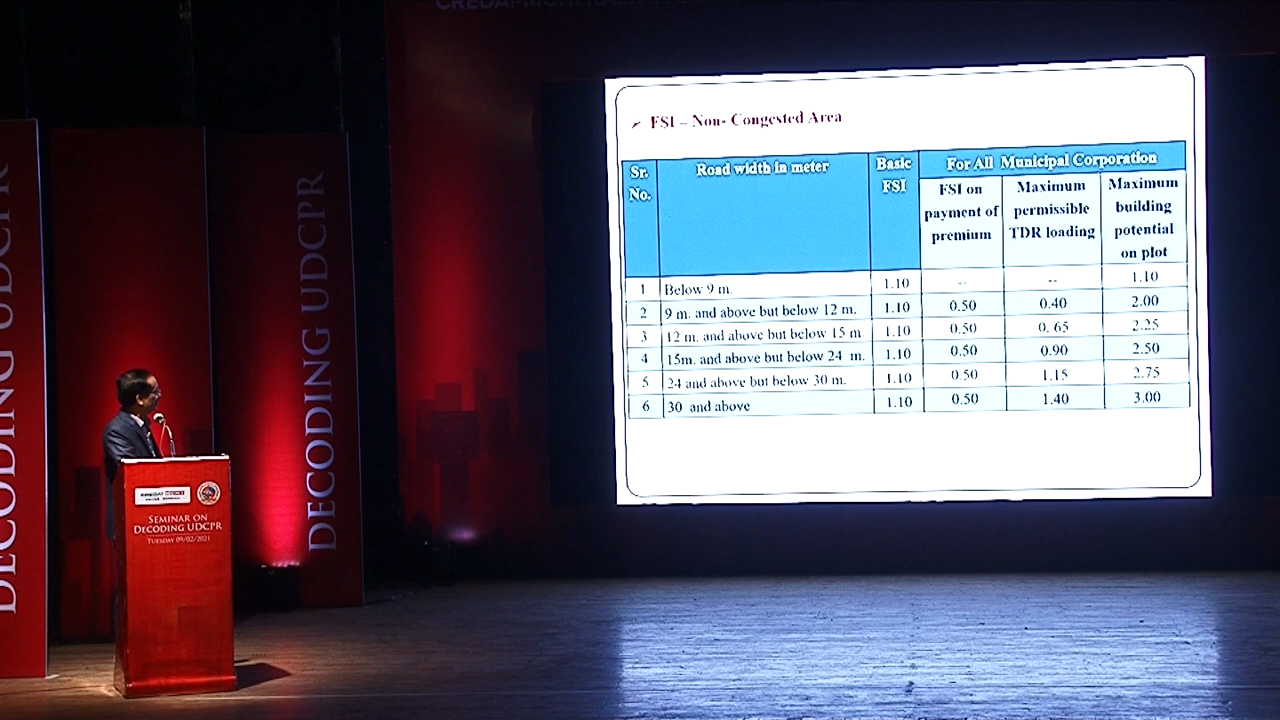 DECODING UDCPR
DECODING UDCPR
SEMINAR ON
DECODING UDCPR
TUESDAY 09/02/2021
FSI – Non- Congested Area
Sr. No. Road width in meter Basic FSI For All Municipal Corporation
FSI on payment of premium Maximum permissible TDR loading Maximum building potential on plot
1 Below 9 m. 1.10 -- -- 1.10
2 9 m. and above but below 12 m. 1.10 0.50 0.40 2.00
3 12 m. and above but below 15 m. 1.10 0.50 0. 65 2.25
4 15m. and above but below 24 m. 1.10 0.50 0.90 2.50
5 24 and above but below 30 m. 1.10 0.50 1.15 2.75
6 30 and above 1.10 0.50 1.40 3.00